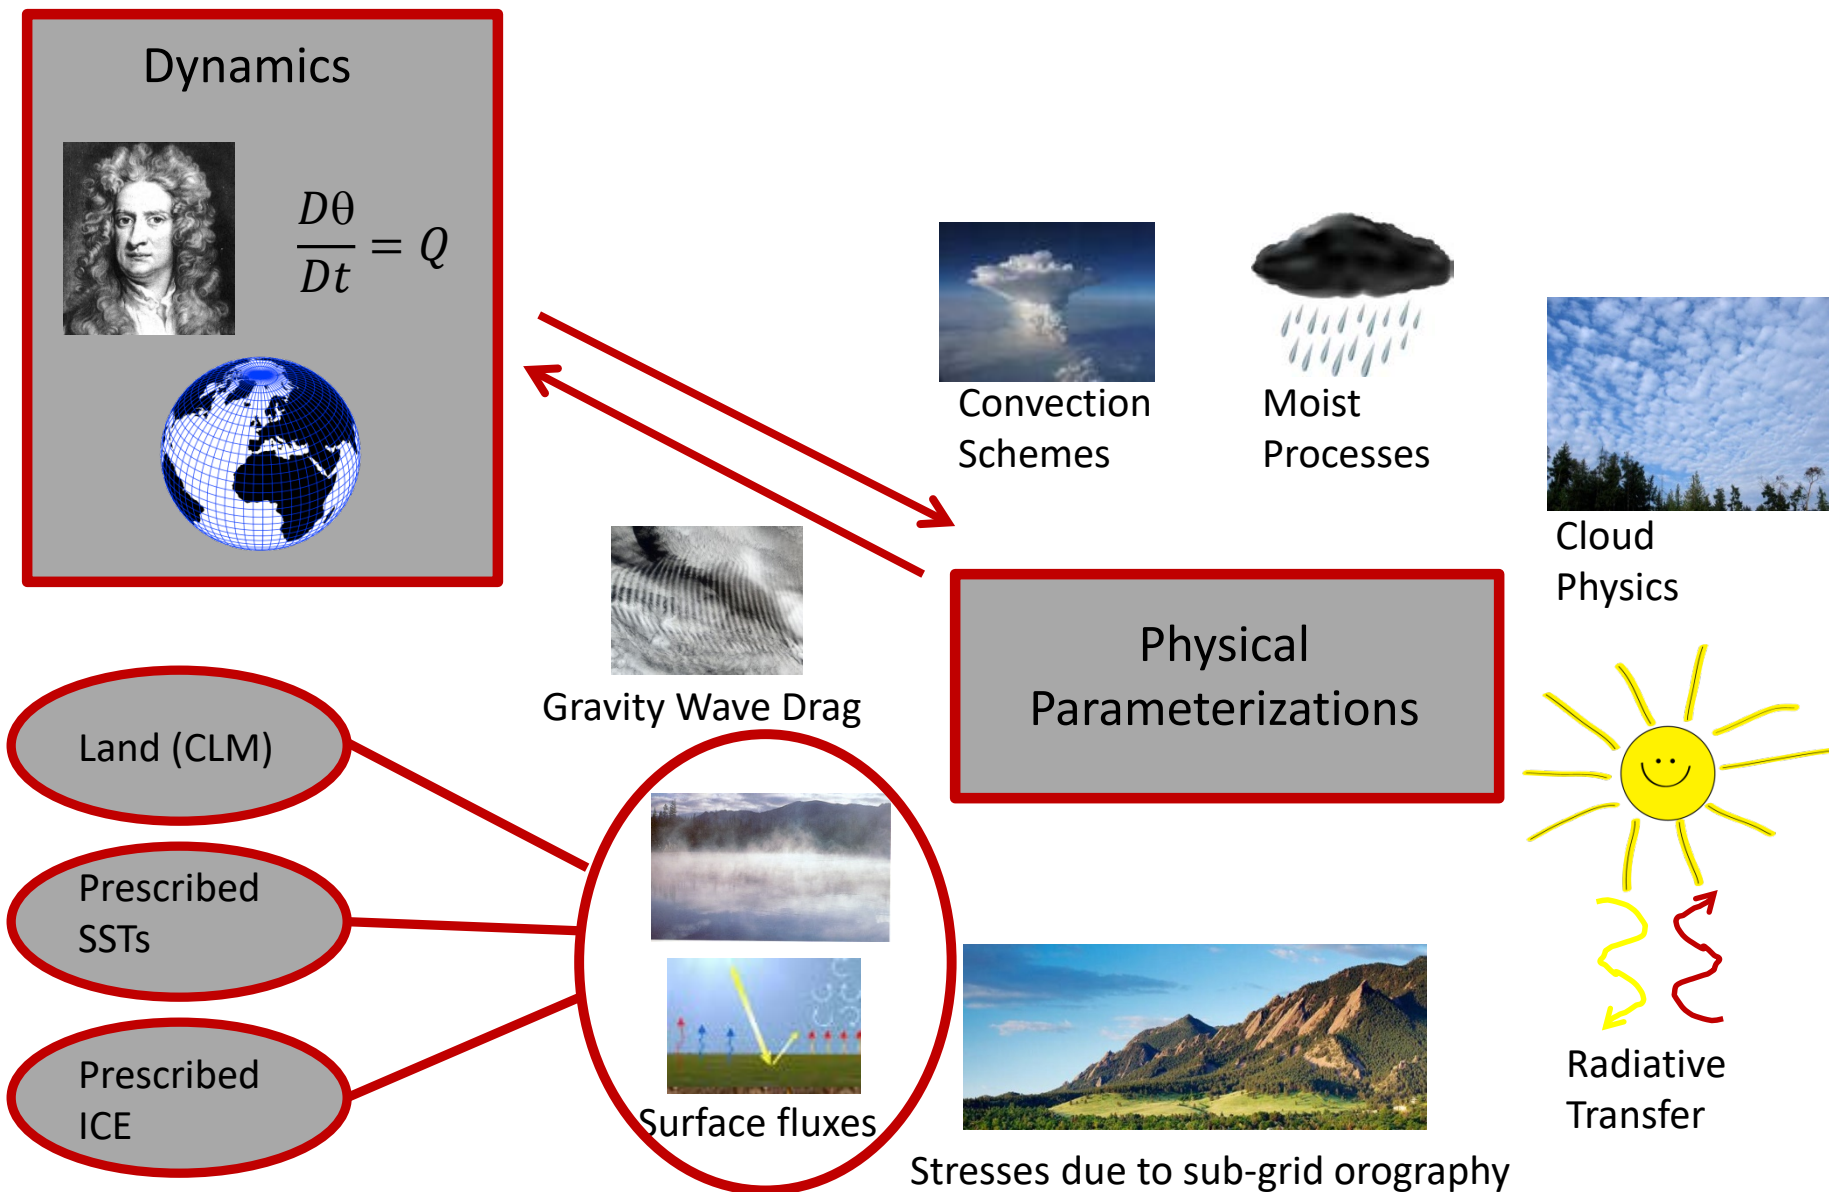 Dynamics
Dθ
Dt
= Q
Convection
Schemes
Moist
Processes
Cloud
Physics
Gravity Wave Drag
Physical
Parameterizations
Land (CLM)
Prescribed
SSTs
Prescribed
ICE
Surface fluxes
Radiative
Transfer
Stresses due to sub-grid orography